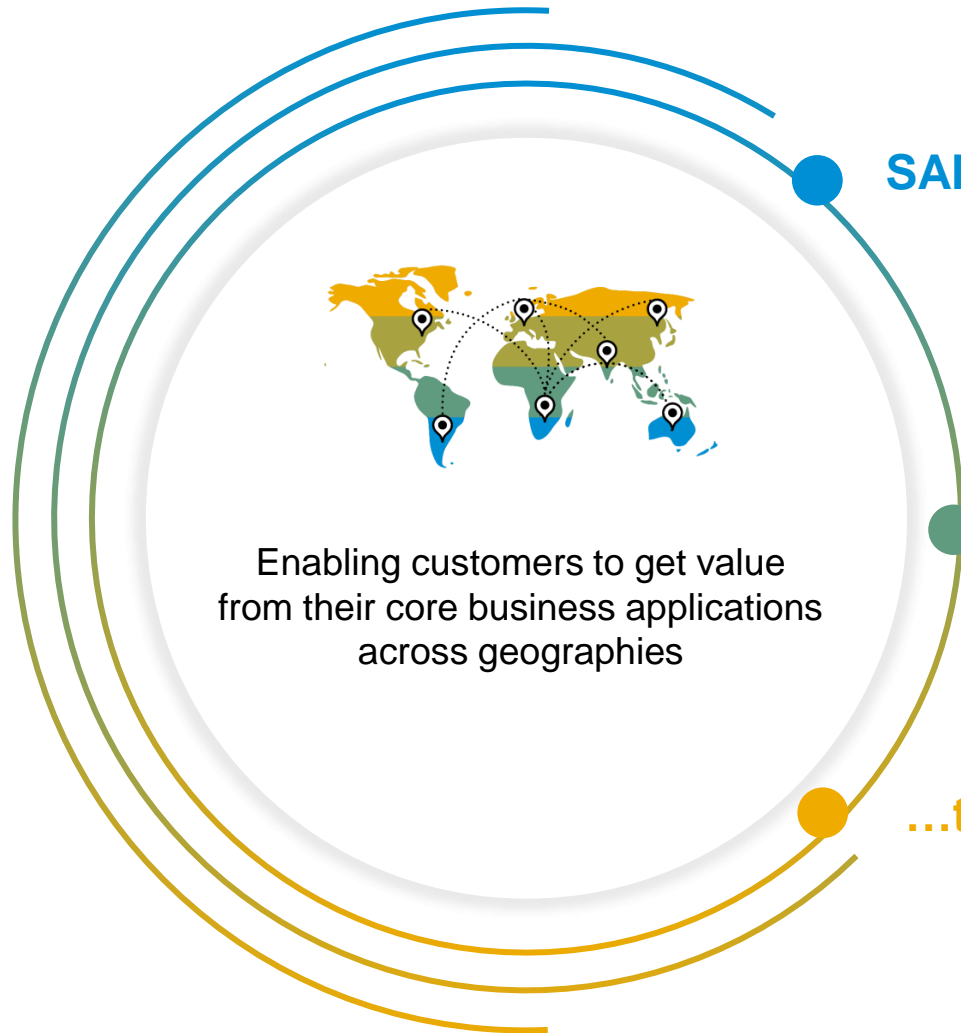 Enabling customers to get value
from their core business applications
across geographies